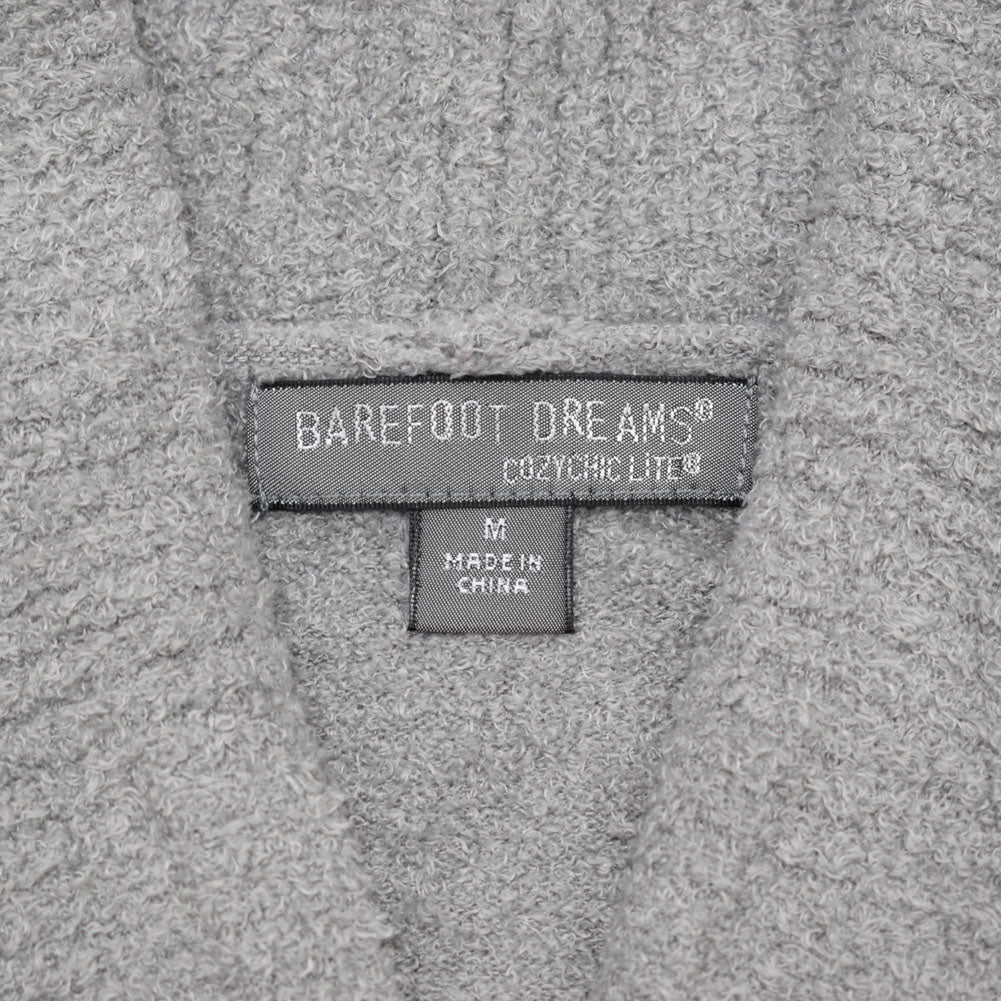 BAREFOOT DREAMS®
COZYCHIC LITE®
M
MADE IN
CHINA